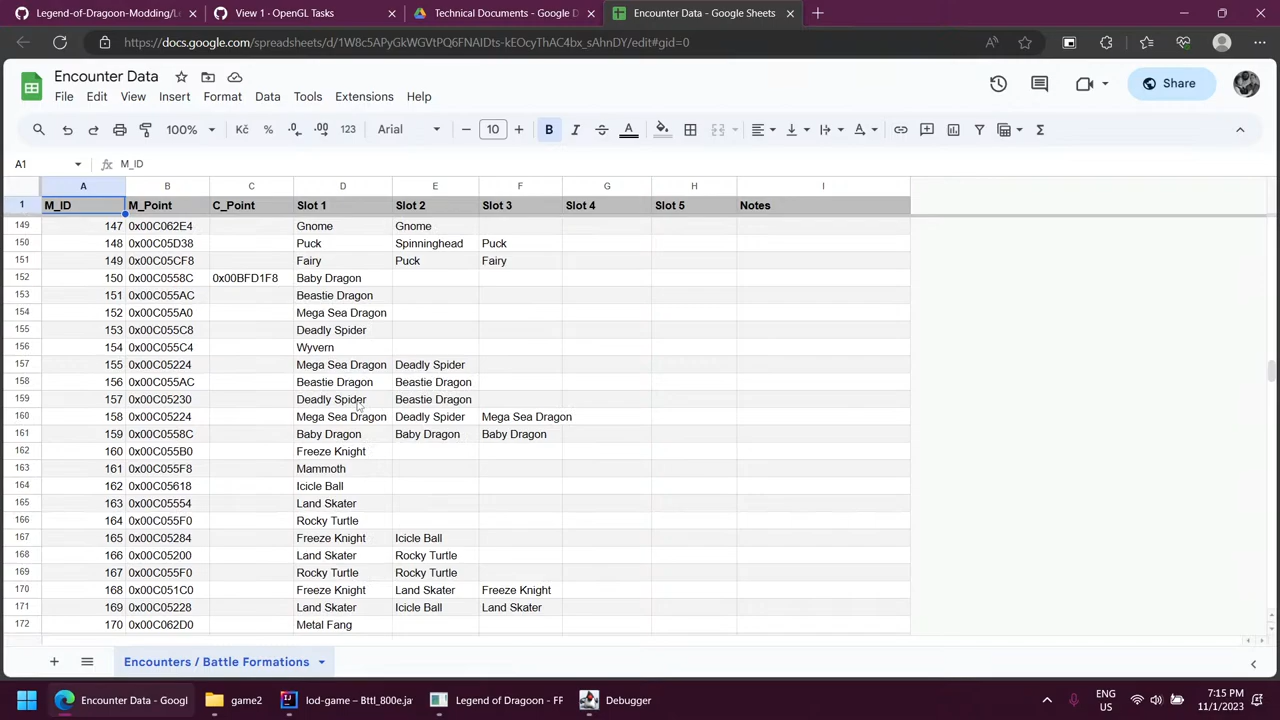 Legend-of-Dragoon-Modding/Le
View 1 - OpenGL Tasks
Technical Documents - Google D
Encounter Data - Google Sheets
https://docs.google.com/spreadsheets/d/1W8c5APyGkWGVtPQ6FNAIDts-kEOcyThAC4bx_sAhnDY/edit#gid=0
Encounter Data
File Edit View Insert Format Data Tools Extensions Help
Share
100% Kč % .0 .00 123 Arial 10 B I A
A1 fx M_ID
A B C D E F G H I
1 M_ID M_Point C_Point Slot 1 Slot 2 Slot 3 Slot 4 Slot 5 Notes
149 147 0x00C062E4 Gnome Gnome
150 148 0x00C05D38 Puck Spinninghead Puck
151 149 0x00C05CF8 Fairy Puck Fairy
152 150 0x00C0558C 0x00BFD1F8 Baby Dragon
153 151 0x00C055AC Beastie Dragon
154 152 0x00C055A0 Mega Sea Dragon
155 153 0x00C055C8 Deadly Spider
156 154 0x00C055C4 Wyvern
157 155 0x00C05224 Mega Sea Dragon Deadly Spider
158 156 0x00C055AC Beastie Dragon Beastie Dragon
159 157 0x00C05230 Deadly Spider Beastie Dragon
160 158 0x00C05224 Mega Sea Dragon Deadly Spider Mega Sea Dragon
161 159 0x00C0558C Baby Dragon Baby Dragon Baby Dragon
162 160 0x00C055B0 Freeze Knight
163 161 0x00C055F8 Mammoth
164 162 0x00C05618 Icicle Ball
165 163 0x00C05554 Land Skater
166 164 0x00C055F0 Rocky Turtle
167 165 0x00C05284 Freeze Knight Icicle Ball
168 166 0x00C05200 Land Skater Rocky Turtle
169 167 0x00C055F0 Rocky Turtle Rocky Turtle
170 168 0x00C051C0 Freeze Knight Land Skater Freeze Knight
171 169 0x00C05228 Land Skater Icicle Ball Land Skater
172 170 0x00C062D0 Metal Fang
Encounters / Battle Formations
Encounter Data - Googl
game2
lod-game – Bttl_800e.ja
Legend of Dragoon - FF
Debugger
ENG
US
7:15 PM
11/1/2023